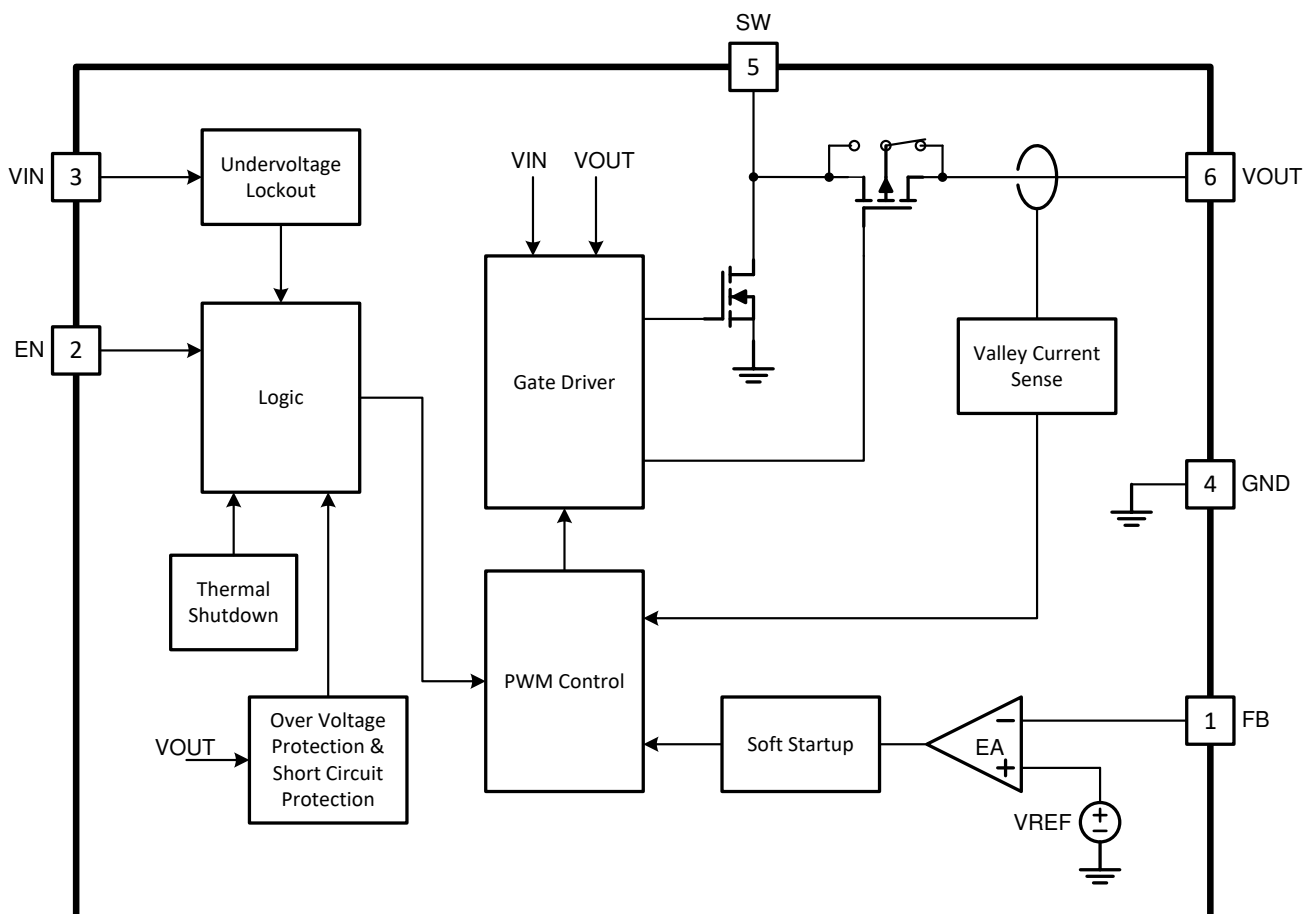 SW
5
VIN
3
Undervoltage
Lockout
VIN
VOUT
6
VOUT
EN
2
Logic
Gate Driver
Valley Current
Sense
4
GND
Thermal
Shutdown
PWM Control
Over Voltage
Protection &
Short Circuit
Protection
VOUT
Soft Startup
EA
−
+
1
FB
VREF
+
−